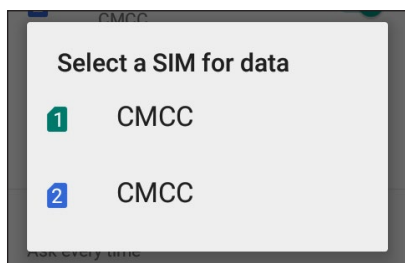 CMCC
Select a SIM for data
1 CMCC
2 CMCC
Ask every time